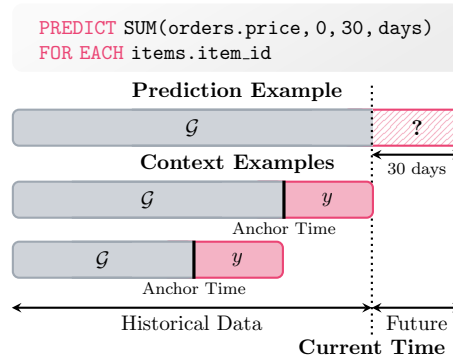 PREDICT SUM(orders.price, 0, 30, days)
FOR EACH items.item_id
Prediction Example
𝒢
?
Context Examples
30 days
𝒢
y
Anchor Time
𝒢
y
Anchor Time
Historical Data
Future
Current Time